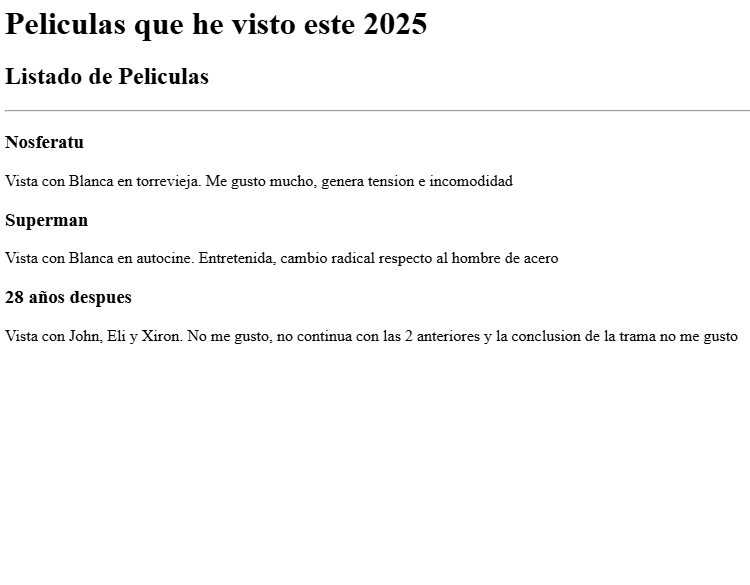 Peliculas que he visto este 2025
Listado de Peliculas
Nosferatu
Vista con Blanca en torrevieja. Me gusto mucho, genera tension e incomodidad
Superman
Vista con Blanca en autocine. Entretenida, cambio radical respecto al hombre de acero
28 años despues
Vista con John, Eli y Xiron. No me gusto, no continua con las 2 anteriores y la conclusion de la trama no me gusto